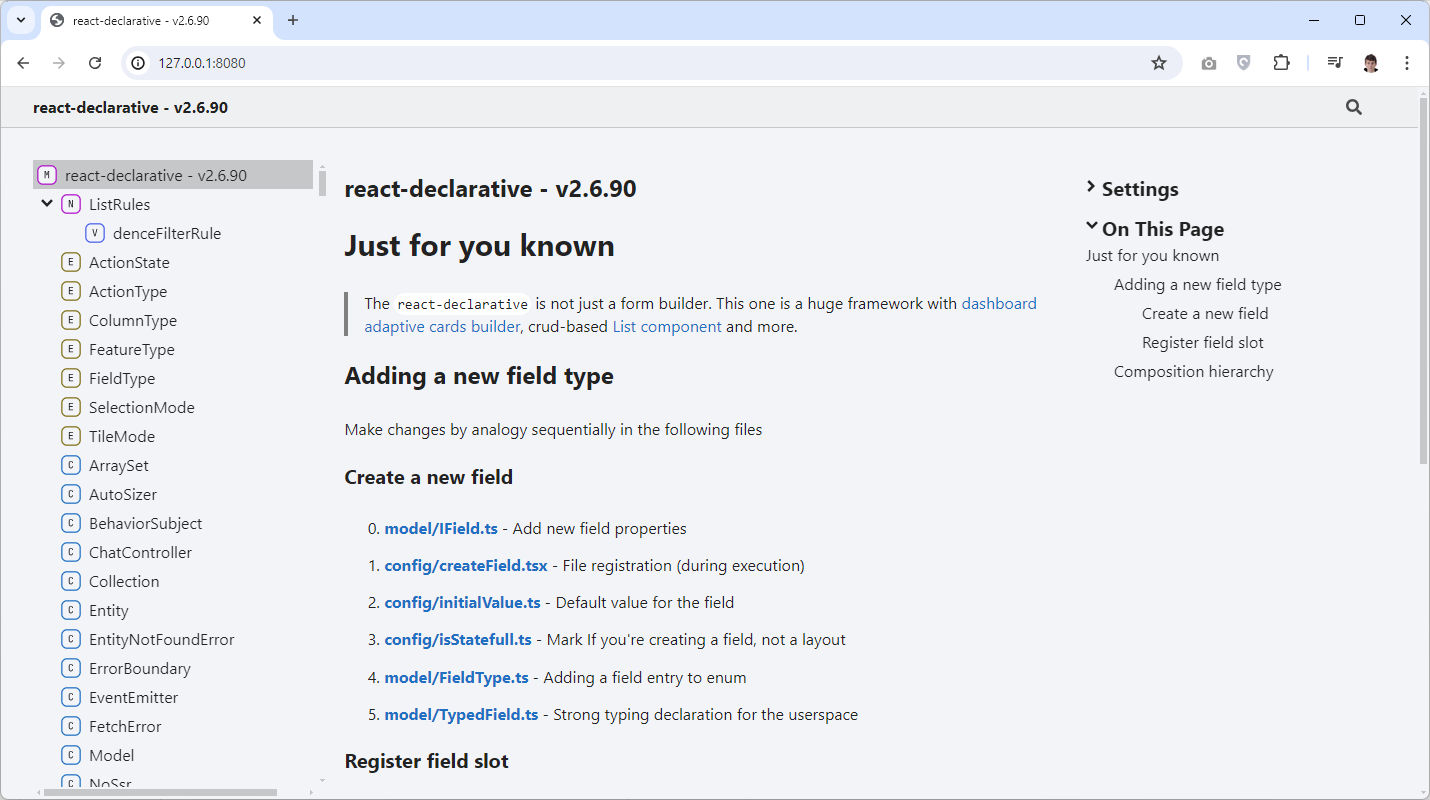 react-declarative - v2.6.90
127.0.0.1:8080
react-declarative - v2.6.90
M react-declarative - v2.6.90
N ListRules
V denceFilterRule
E ActionState
E ActionType
E ColumnType
E FeatureType
E FieldType
E SelectionMode
E TileMode
C ArraySet
C AutoSizer
C BehaviorSubject
C ChatController
C Collection
C Entity
C EntityNotFoundError
C ErrorBoundary
C EventEmitter
C FetchError
C Model
C NoSsr
react-declarative - v2.6.90
Just for you known
The react-declarative is not just a form builder. This one is a huge framework with dashboard
adaptive cards builder, crud-based List component and more.
Adding a new field type
Make changes by analogy sequentially in the following files
Create a new field
0. model/IField.ts - Add new field properties
1. config/createField.tsx - File registration (during execution)
2. config/initialValue.ts - Default value for the field
3. config/isStatefull.ts - Mark If you're creating a field, not a layout
4. model/FieldType.ts - Adding a field entry to enum
5. model/TypedField.ts - Strong typing declaration for the userspace
Register field slot
Settings
On This Page
Just for you known
Adding a new field type
Create a new field
Register field slot
Composition hierarchy